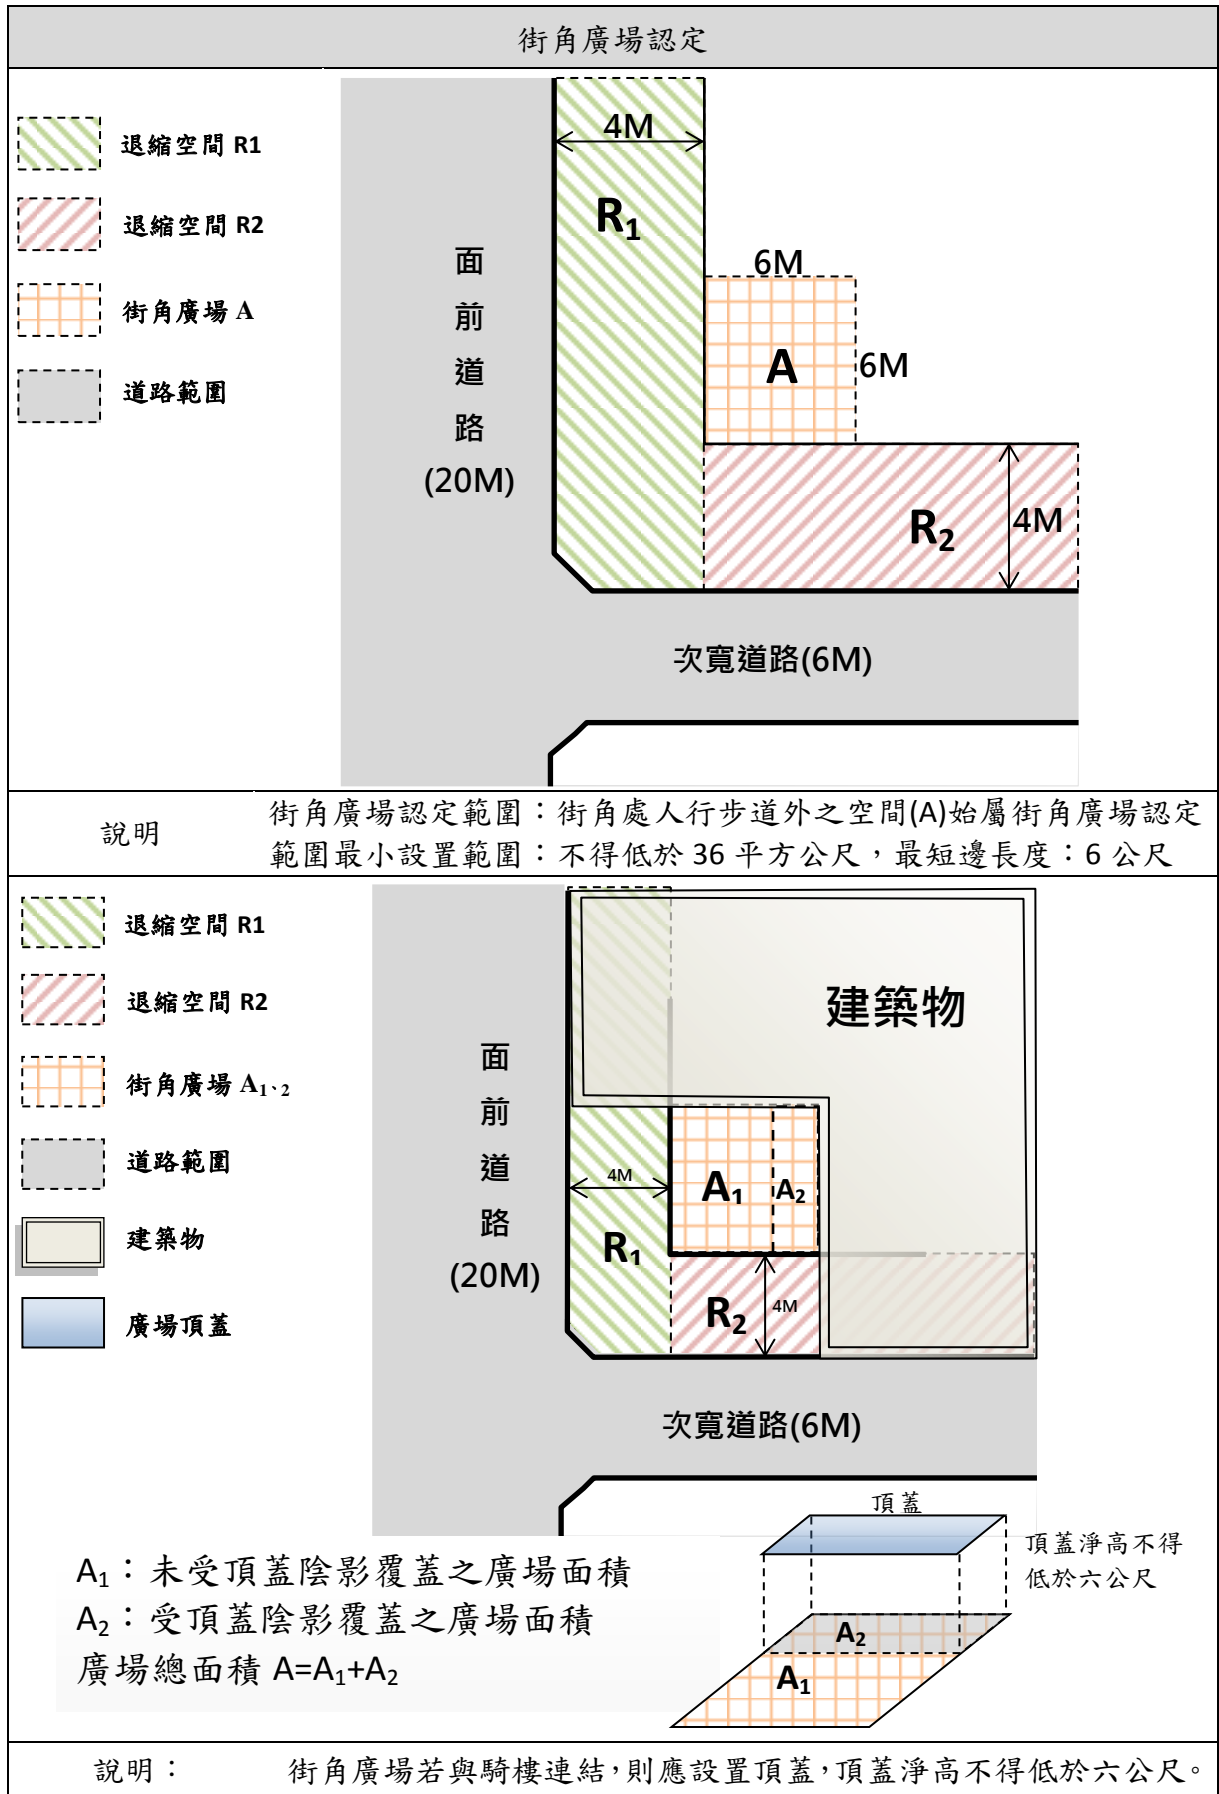 街角廣場認定
退縮空間 R1
退縮空間 R2
街角廣場 A
道路範圍
4M
R₁
6M
A
6M
面前道路
(20M)
R₂
4M
次寬道路(6M)
說明
街角廣場認定範圍：街角處人行步道外之空間(A)始屬街角廣場認定
範圍最小設置範圍：不得低於 36 平方公尺，最短邊長度：6 公尺
退縮空間 R1
退縮空間 R2
街角廣場 A₁、₂
道路範圍
建築物
廣場頂蓋
建築物
面前道路
(20M)
4M
A₁
A₂
R₁
R₂
4M
次寬道路(6M)
頂蓋
頂蓋淨高不得
低於六公尺
A₂
A₁
A₁：未受頂蓋陰影覆蓋之廣場面積
A₂：受頂蓋陰影覆蓋之廣場面積
廣場總面積 A=A₁+A₂
說明：
街角廣場若與騎樓連結，則應設置頂蓋，頂蓋淨高不得低於六公尺。